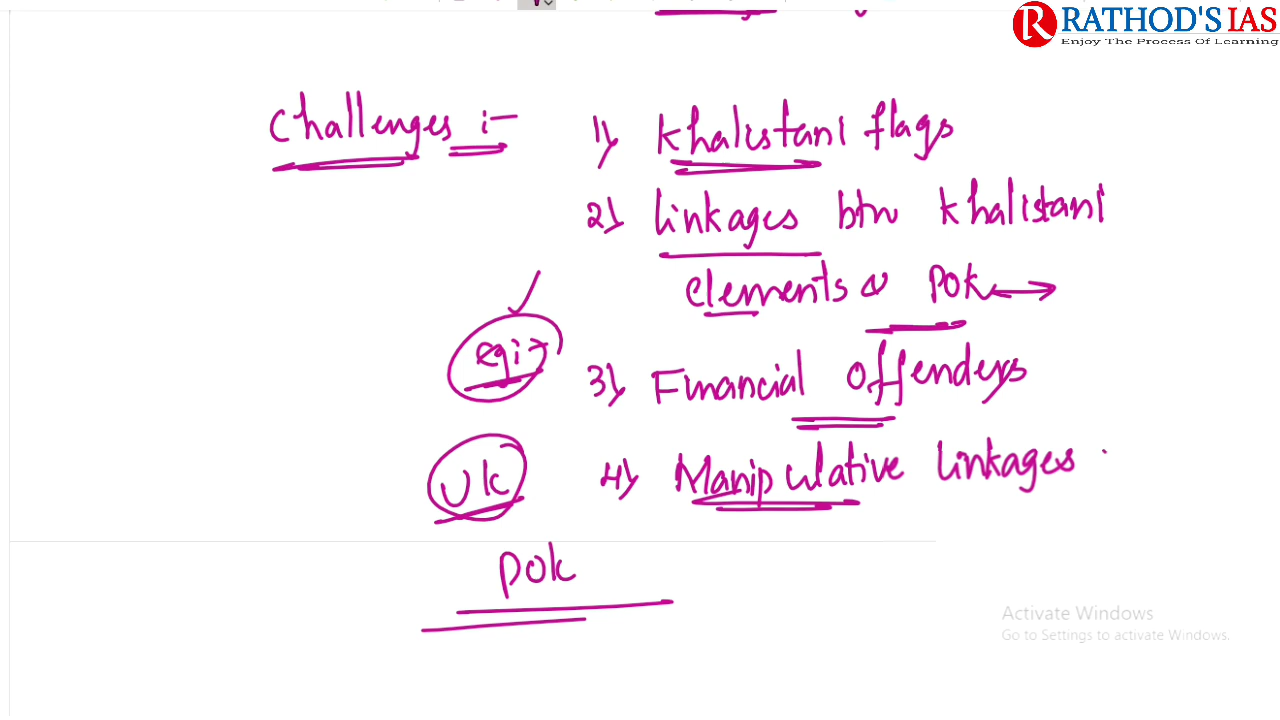 RATHOD'S IAS
Enjoy The Process Of Learning
Challenges :-
1) Khalistani flags
2) linkages btw Khalistani
elements & POK
3) Financial offenders
4) Manipulative linkages
UK
POK
Activate Windows
Go to Settings to activate Windows.